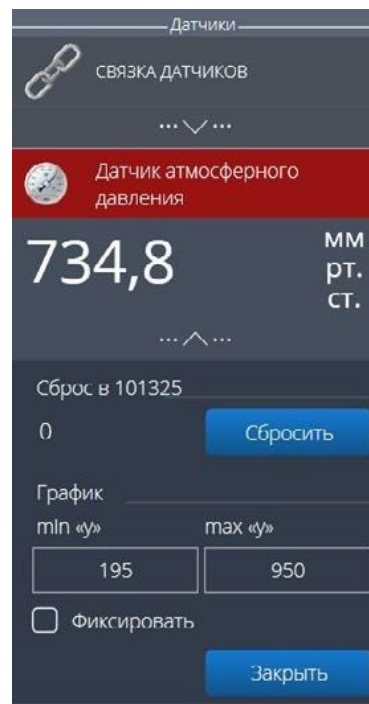 Датчики
СВЯЗКА ДАТЧИКОВ
Датчик атмосферного
давления
734,8
мм
рт.
ст.
Сброс в 101325
0
Сбросить
График
min «y»
max «y»
195
950
Фиксировать
Закрыть